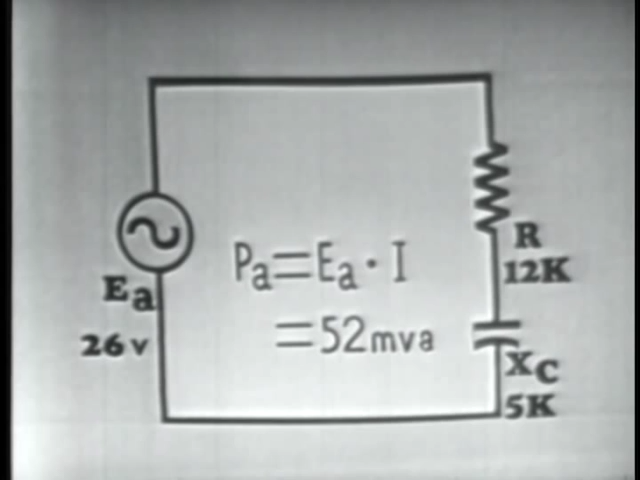 R
12K
Pa=Ea·I
Ea
=52mva
26v
XC
5K